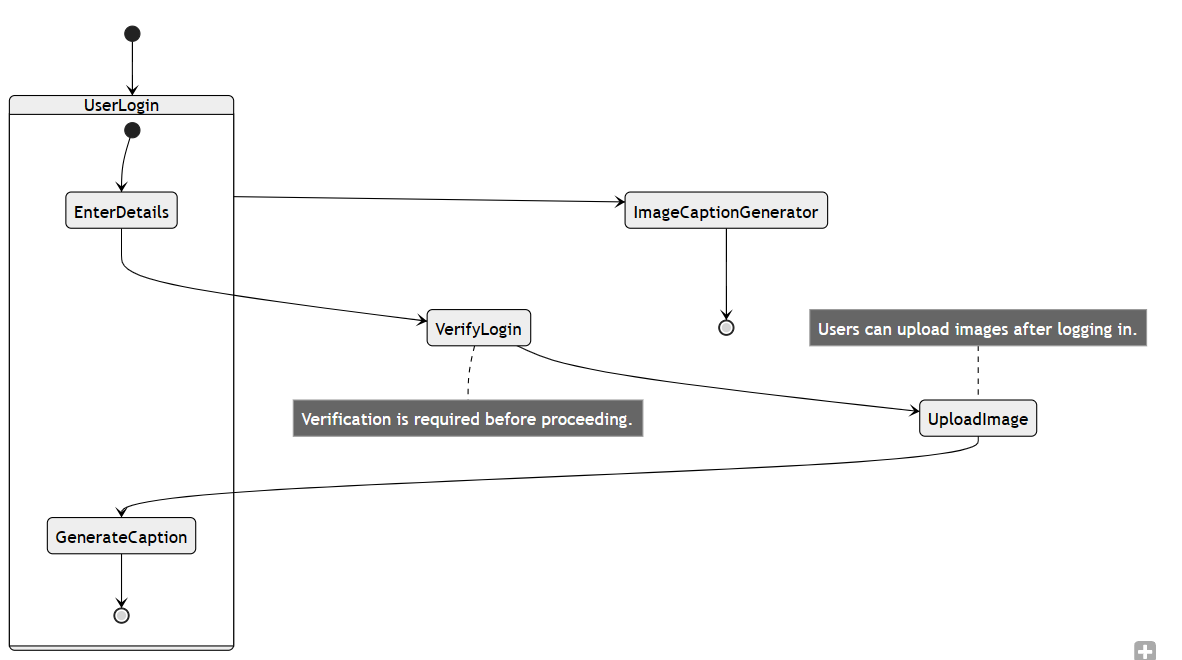 UserLogin
EnterDetails
ImageCaptionGenerator
VerifyLogin
Users can upload images after logging in.
Verification is required before proceeding.
UploadImage
GenerateCaption